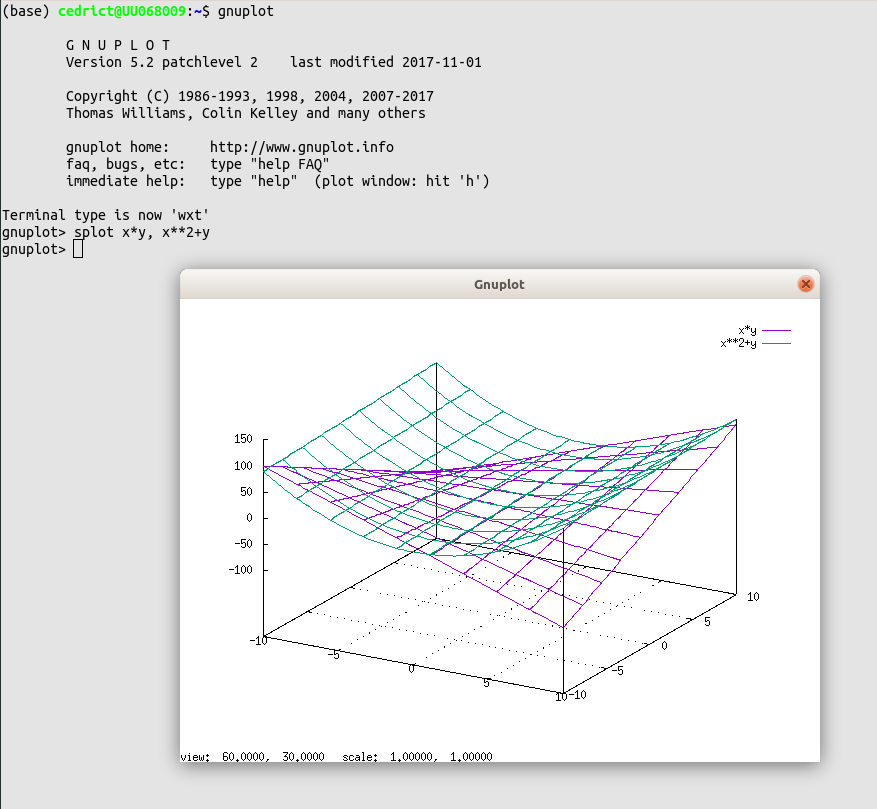 (base) cedrict@UU068009:~$ gnuplot
G N U P L O T
Version 5.2 patchlevel 2    last modified 2017-11-01
Copyright (C) 1986-1993, 1998, 2004, 2007-2017
Thomas Williams, Colin Kelley and many others
gnuplot home:     http://www.gnuplot.info
faq, bugs, etc:   type "help FAQ"
immediate help:   type "help"  (plot window: hit 'h')
Terminal type is now 'wxt'
gnuplot> splot x*y, x**2+y
gnuplot>
Gnuplot
x*y
x**2+y
150
100
50
0
-50
-100
-10
-5
0
5
10
-10
-5
0
5
10
view: 60.0000, 30.0000  scale: 1.00000, 1.00000